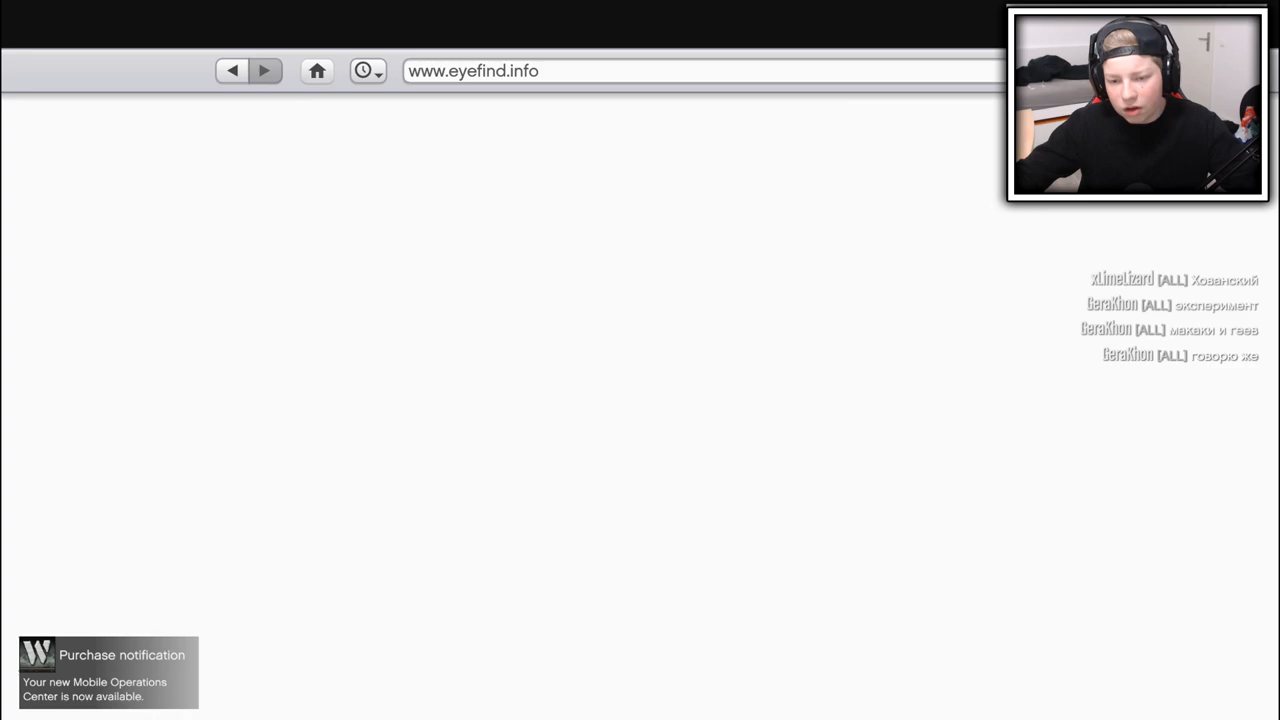 www.eyefind.info
xLimeLizard [ALL] Хованский
GeraKhon [ALL] эксперимент
GeraKhon [ALL] макаки и геев
GeraKhon [ALL] говорю же
W Purchase notification
Your new Mobile Operations
Center is now available.